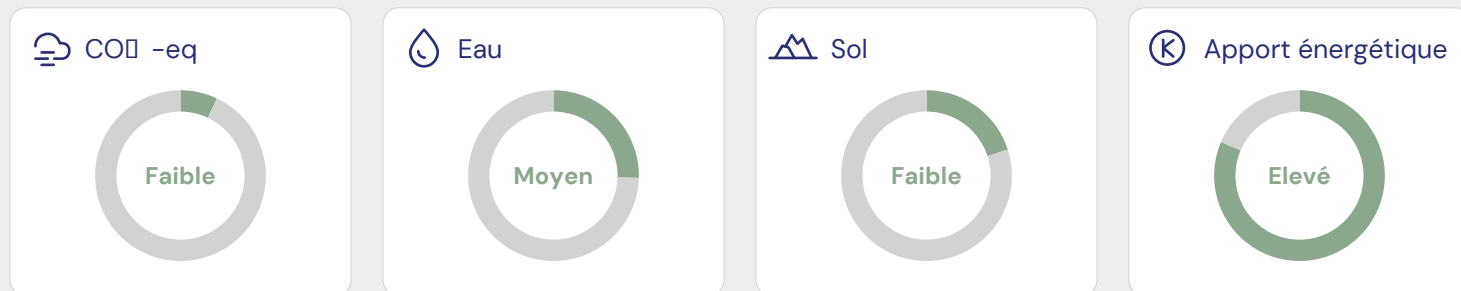 CO▯ -eq
Faible
Eau
Moyen
Sol
Faible
Apport énergétique
Elevé